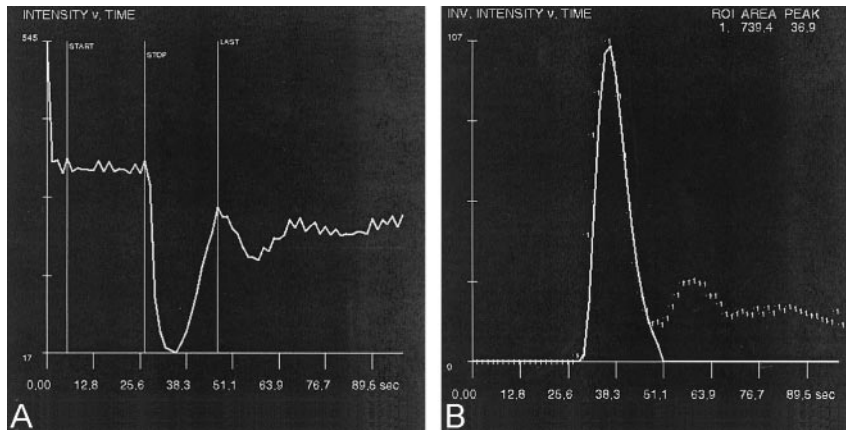 INTENSITY v. TIME
545
START
STOP
LAST
17
0,00 12,8 25,6 38,3 51,1 63,9 76,7 89,5 sec
A
INV. INTENSITY v. TIME
ROI AREA PEAK
1, 739,4 36,9
107
0
0,00 12,8 25,6 38,3 51,1 63,9 76,7 89,5 sec
B